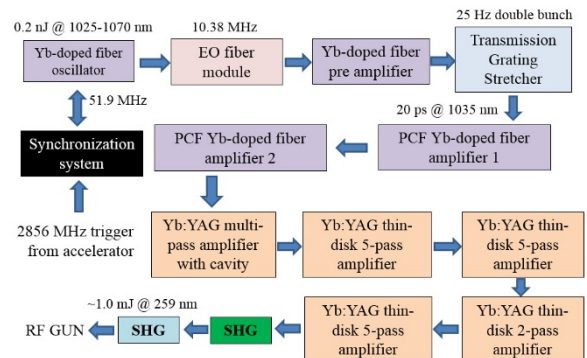 0.2 nJ @ 1025-1070 nm
10.38 MHz
25 Hz double bunch
Yb-doped fiber
oscillator
EO fiber
module
Yb-doped fiber
pre amplifier
Transmission
Grating
Stretcher
51.9 MHz
20 ps @ 1035 nm
Synchronization
system
PCF Yb-doped fiber
amplifier 2
PCF Yb-doped fiber
amplifier 1
2856 MHz trigger
from accelerator
Yb:YAG multi-
pass amplifier
with cavity
Yb:YAG thin-
disk 5-pass
amplifier
Yb:YAG thin-
disk 5-pass
amplifier
~1.0 mJ @ 259 nm
RF GUN
SHG
SHG
Yb:YAG thin-
disk 5-pass
amplifier
Yb:YAG thin-
disk 2-pass
amplifier